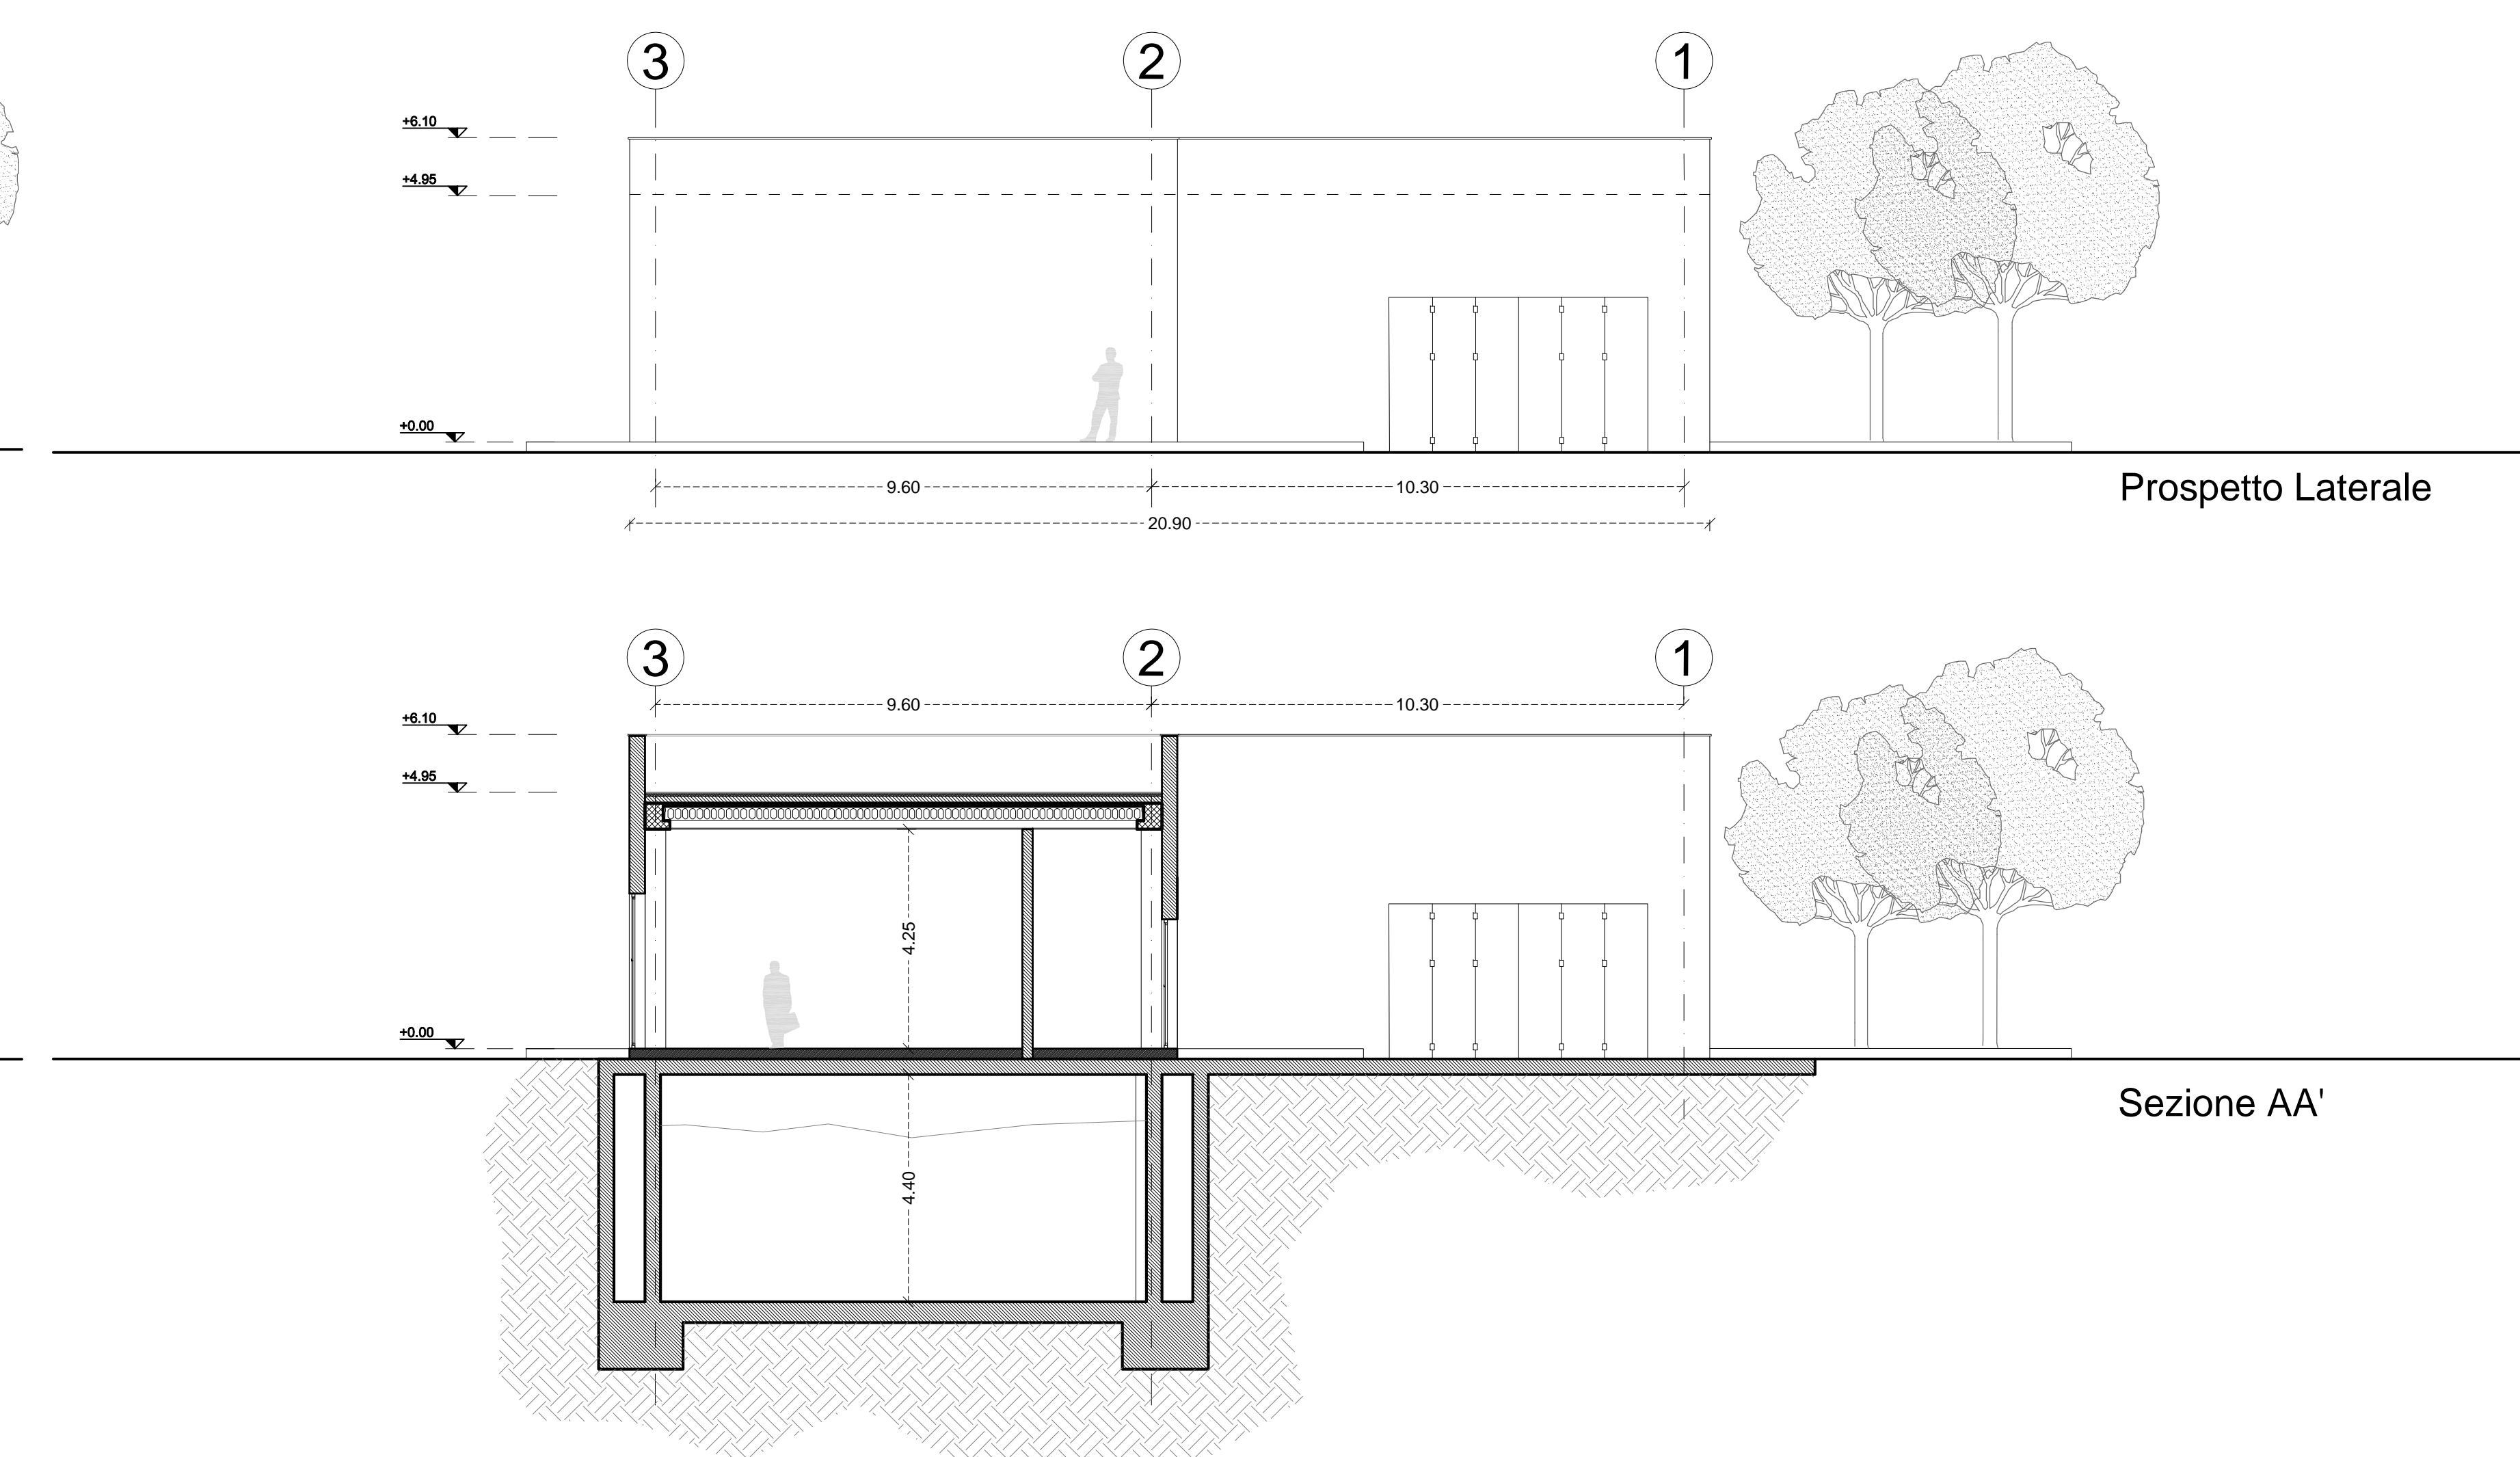 3 2 1
+6.10
+4.95
+0.00
9.60 10.30
20.90
Prospetto Laterale
3 2 1
9.60 10.30
+6.10
+4.95
4.25
+0.00
Sezione AA'
4.40